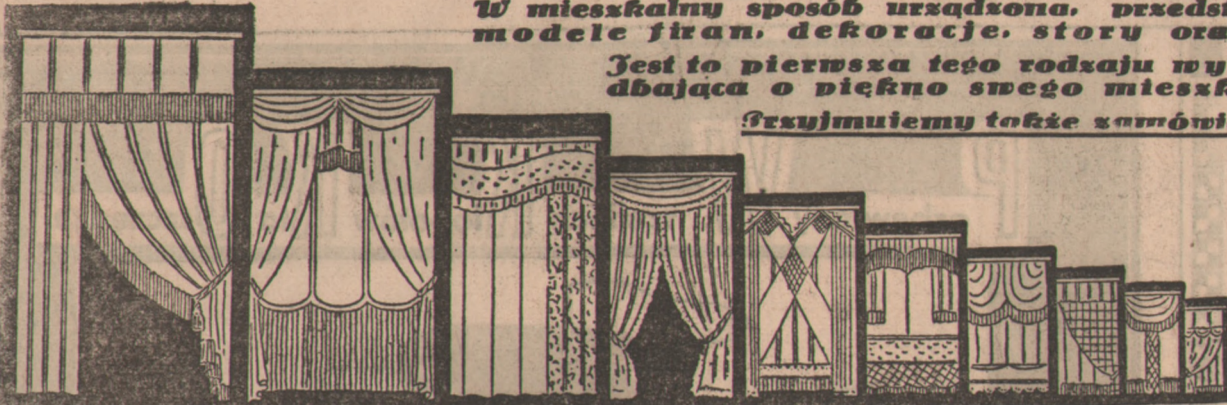 W mieszkalny sposób urządzona, przedsi
modele firan, dekoracje, story ora
Jest to pierwsza tego rodzaju wy
dbająca o piękno swego mieszk
Przyjmujemy także zamówi